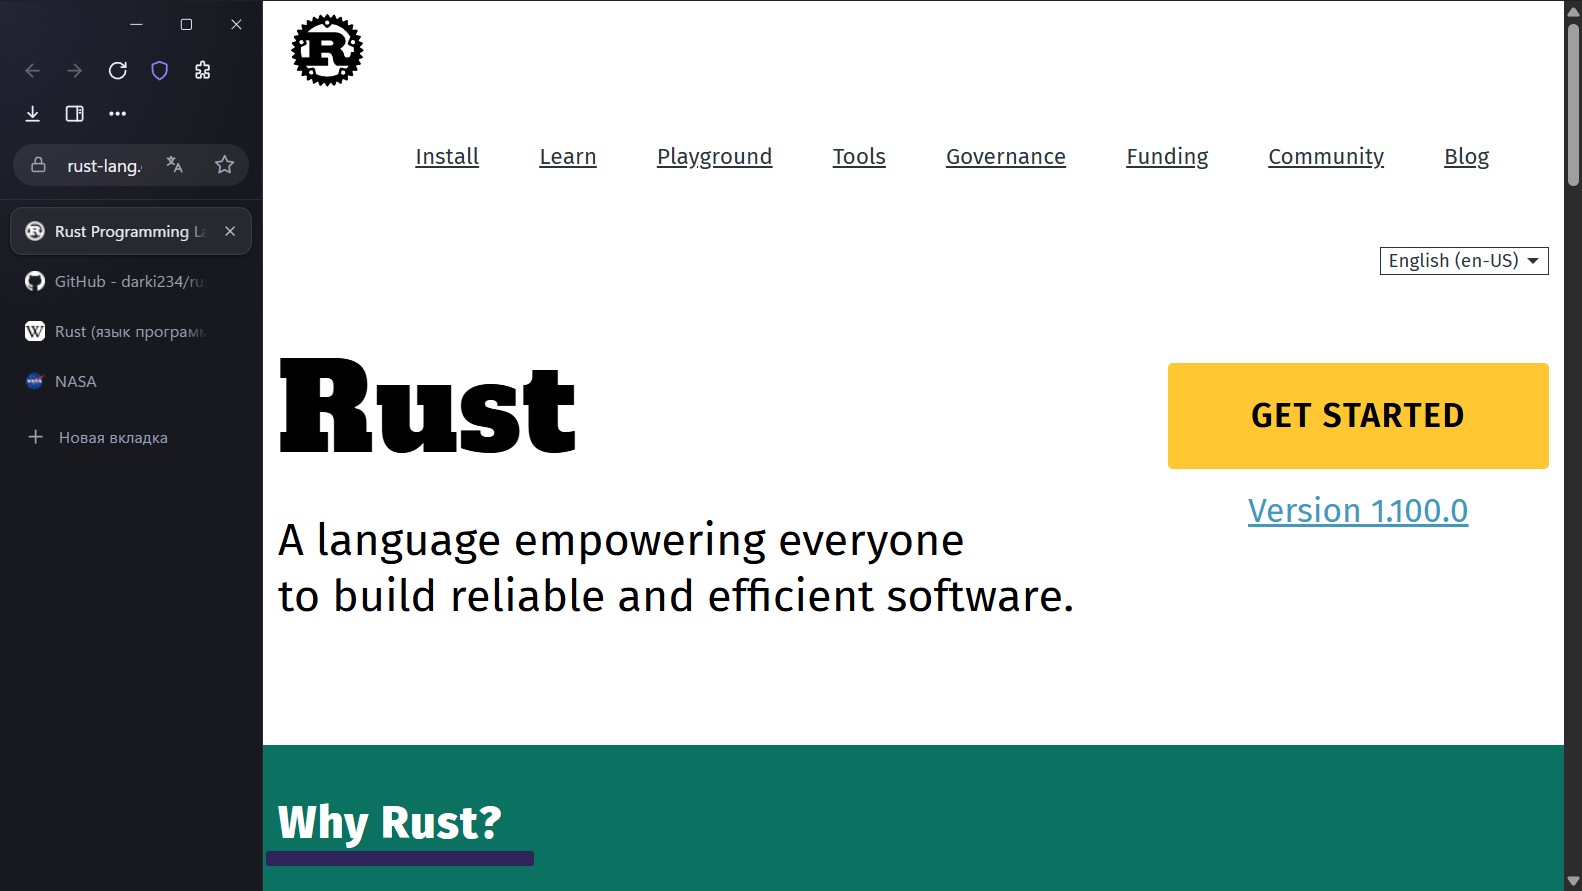 rust-lang.
Rust Programming La
GitHub - darki234/ru
Rust (язык програм
NASA
Новая вкладка
Install Learn Playground Tools Governance Funding Community Blog
English (en-US)
Rust
GET STARTED
Version 1.100.0
A language empowering everyone
to build reliable and efficient software.
Why Rust?